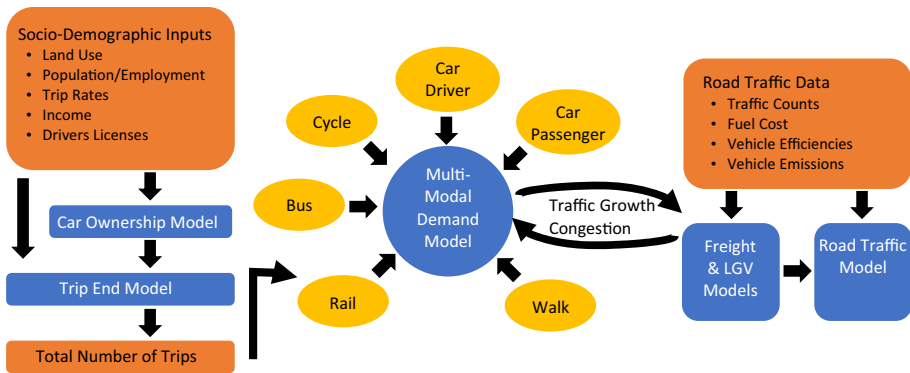 Socio-Demographic Inputs
• Land Use
• Population/Employment
• Trip Rates
• Income
• Drivers Licenses
Car Ownership Model
Trip End Model
Total Number of Trips
Car
Driver
Cycle
Car
Passenger
Bus
Multi-
Modal
Demand
Model
Rail
Walk
Traffic Growth
Congestion
Road Traffic Data
• Traffic Counts
• Fuel Cost
• Vehicle Efficiencies
• Vehicle Emissions
Freight
& LGV
Models
Road Traffic
Model